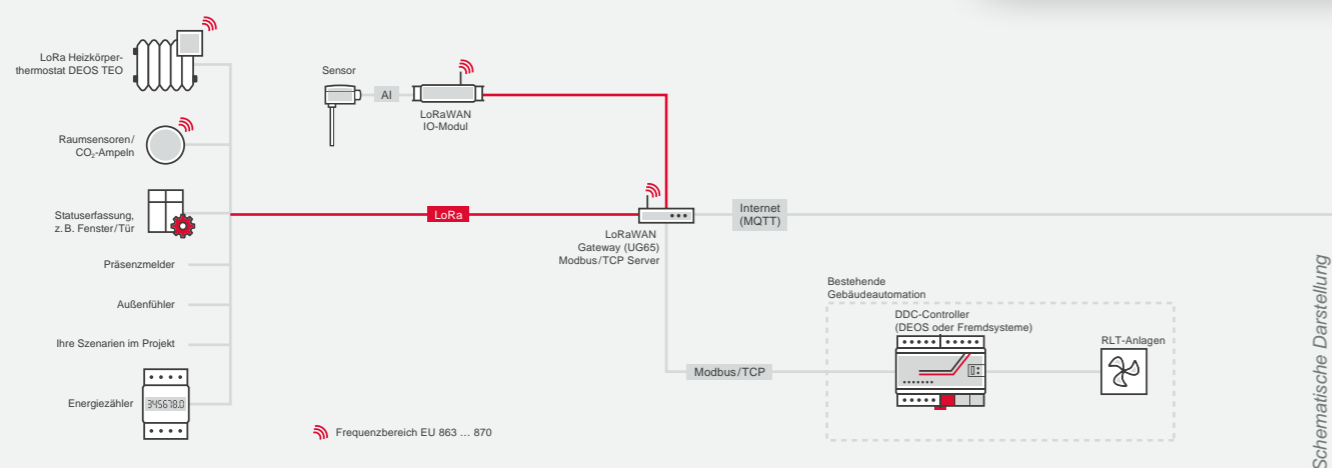 LoRa Heizkörper-
thermostat DEOS TEO
Raumsensoren/
CO₂-Ampeln
Statuserfassung,
z. B. Fenster/Tür
Präsenzmelder
Außenfühler
Ihre Szenarien im Projekt
Energiezähler
345678.0
Sensor
AI
LoRaWAN
IO-Modul
LoRa
LoRaWAN
Gateway (UG65)
Modbus/TCP Server
Internet
(MQTT)
Modbus/TCP
Bestehende
Gebäudeautomation
DDC-Controller
(DEOS oder Fremdsysteme)
RLT-Anlagen
Frequenzbereich EU 863 … 870
Schematische Darstellung